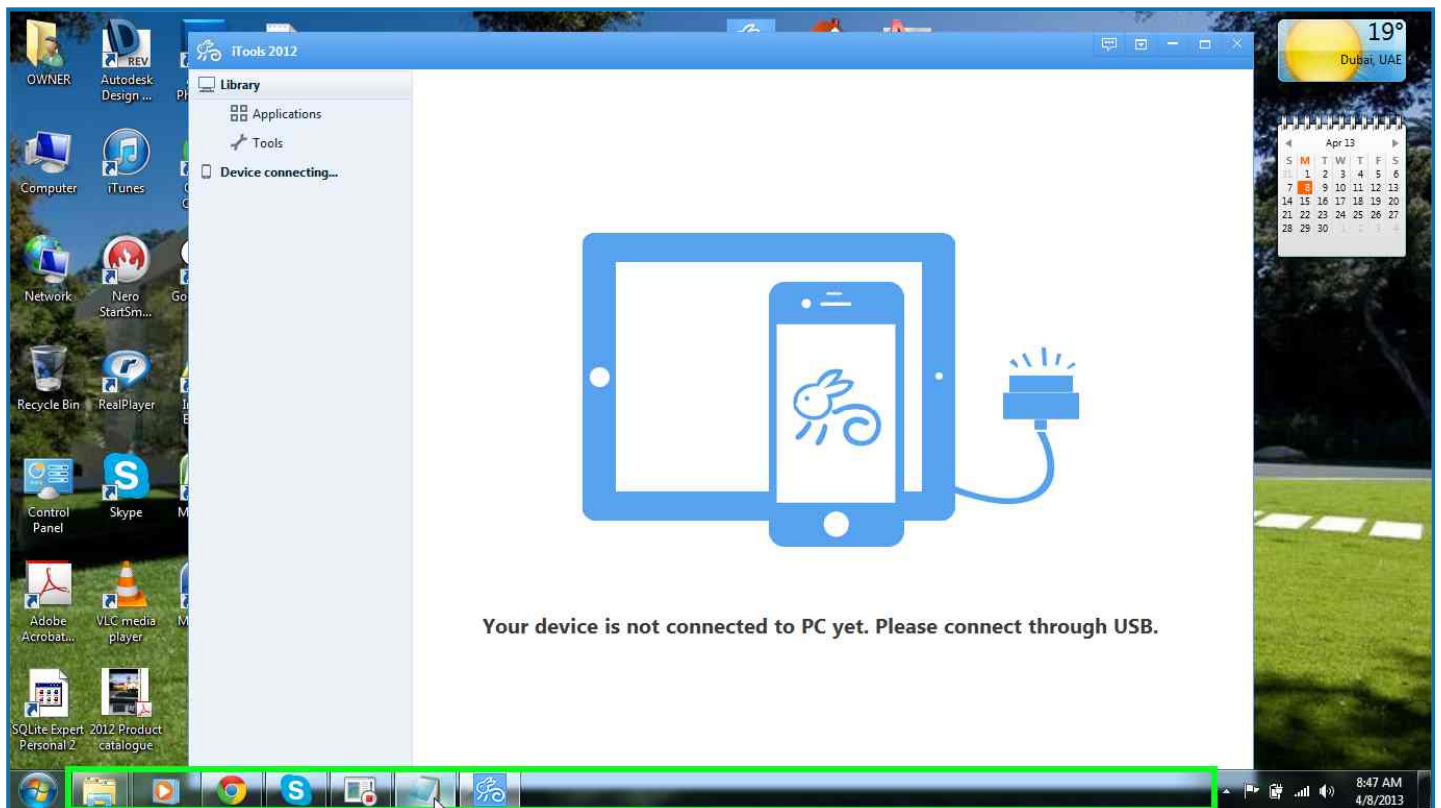 OWNER
Autodesk
Design ...
REV
Computer
iTunes
Network
Nero
StartSm...
Recycle Bin
RealPlayer
Control
Panel
Skype
Adobe
Acrobat...
VLC media
player
SQLite Expert
Personal 2
2012 Product
catalogue
iTools 2012
Library
Applications
Tools
Device connecting...
Your device is not connected to PC yet. Please connect through USB.
19°
Dubai, UAE
Apr 13
S M T W T F S
31 1 2 3 4 5 6
7 8 9 10 11 12 13
14 15 16 17 18 19 20
21 22 23 24 25 26 27
28 29 30 1 2 3 4
8:47 AM
4/8/2013